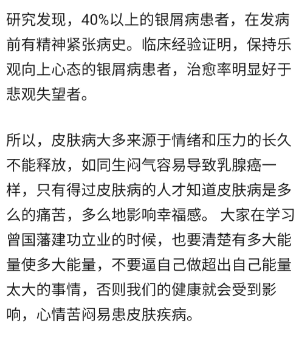 研究发现，40%以上的银屑病患者，在发病
前有精神紧张病史。临床经验证明，保持乐
观向上心态的银屑病患者，治愈率明显好于
悲观失望者。
所以，皮肤病大多来源于情绪和压力的长久
不能释放，如同生闷气容易导致乳腺癌一
样，只有得过皮肤病的人才知道皮肤病是多
么的痛苦，多么地影响幸福感。 大家在学习
曾国藩建功立业的时候，也要清楚有多大能
量使多大能量，不要逼自己做超出自己能量
太大的事情，否则我们的健康就会受到影
响，心情苦闷易患皮肤疾病。